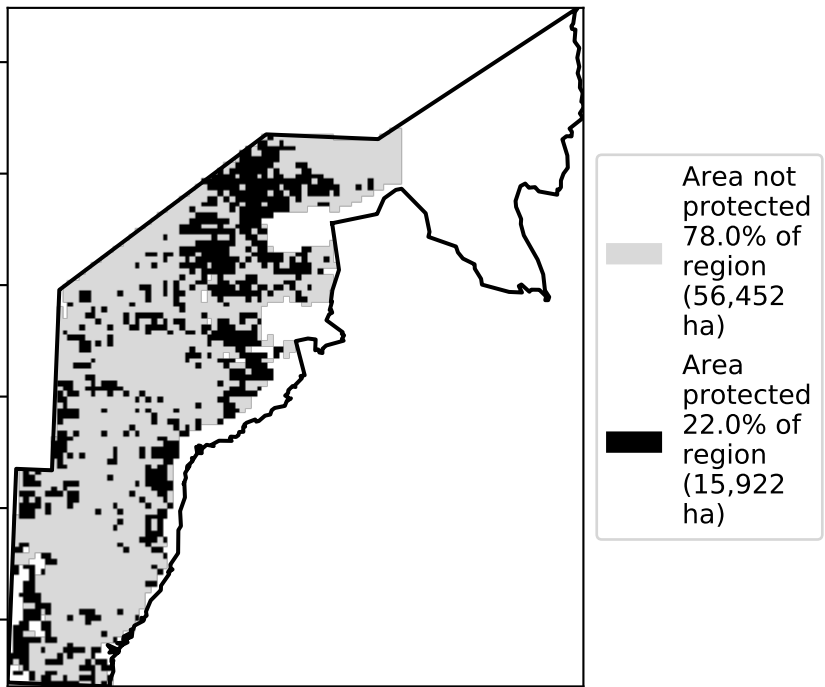 Area not
protected
78.0% of
region
(56,452
ha)
Area
protected
22.0% of
region
(15,922
ha)